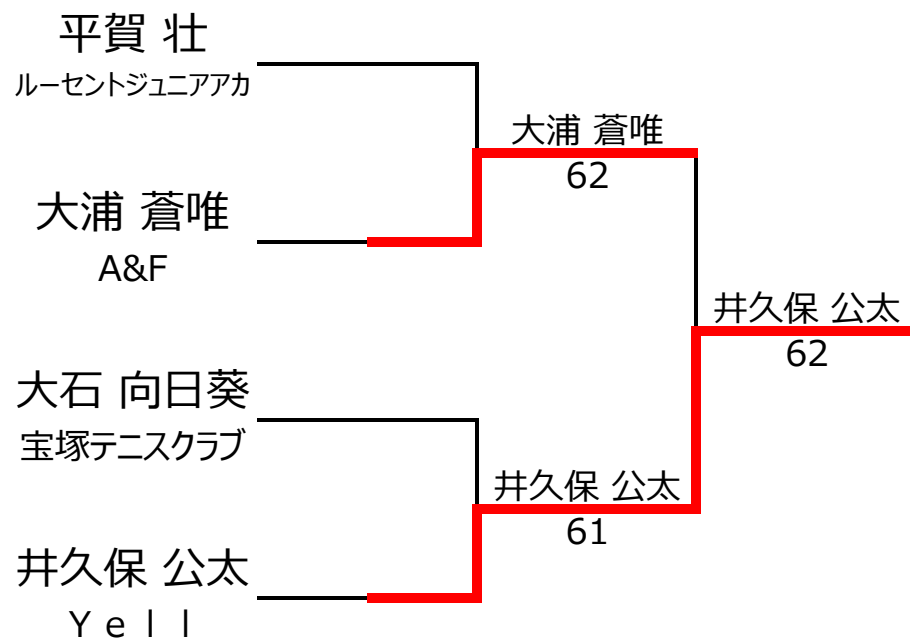 平賀 壮
ルーセントジュニアアカ
大浦 蒼唯
62
大浦 蒼唯
A&F
井久保 公太
62
大石 向日葵
宝塚テニスクラブ
井久保 公太
61
井久保 公太
Ｙｅｌｌ